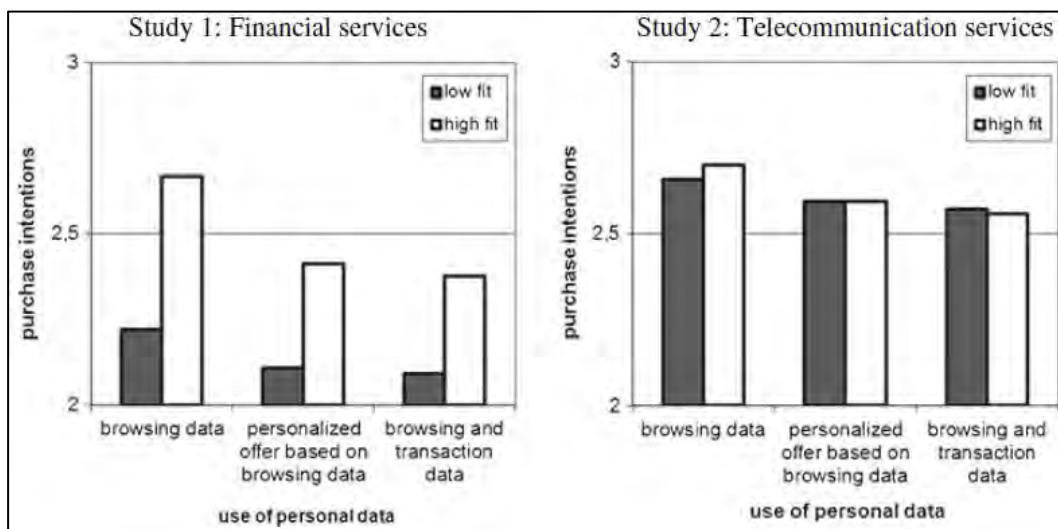 Study 1: Financial services
3
low fit
high fit
purchase intentions
2,5
2
browsing data
personalized
offer based on
browsing data
browsing and
transaction
data
use of personal data
Study 2: Telecommunication services
3
low fit
high fit
purchase intentions
2,5
2
browsing data
personalized
offer based on
browsing data
browsing and
transaction
data
use of personal data